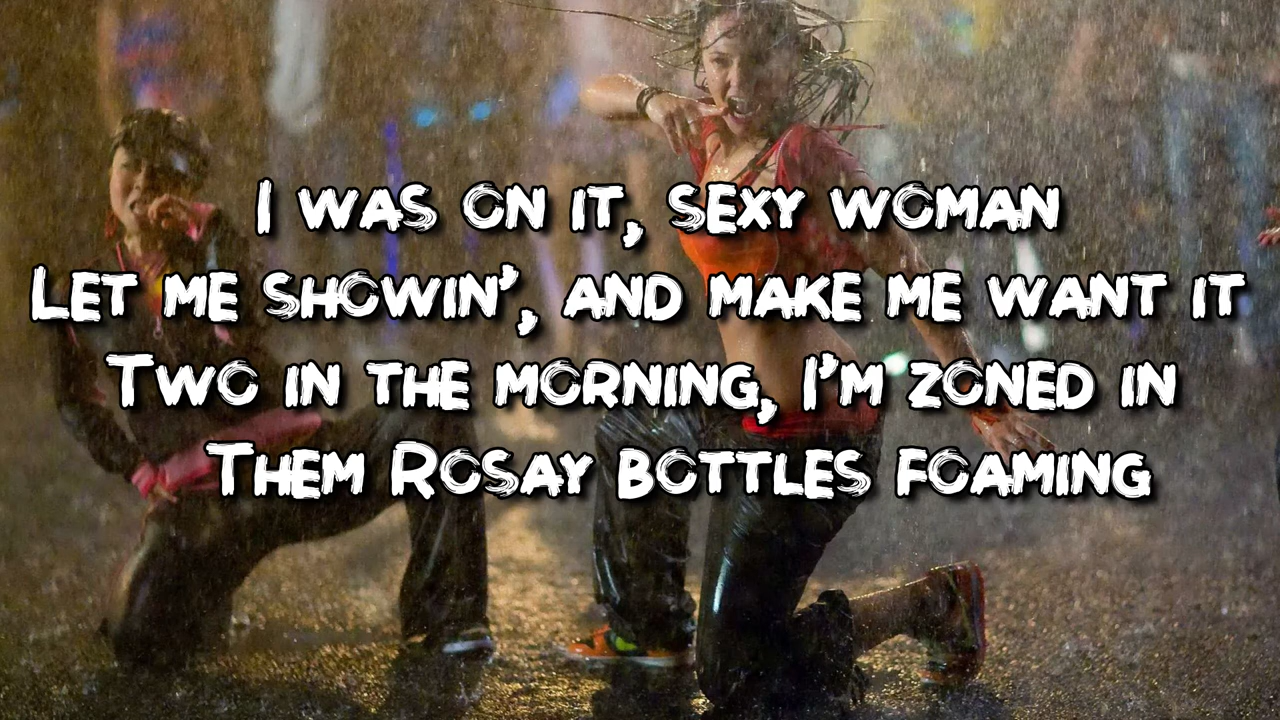 I was on it, sexy woman
Let me showin', and make me want it
Two in the morning, I'm zoned in
Them Rosay bottles foaming